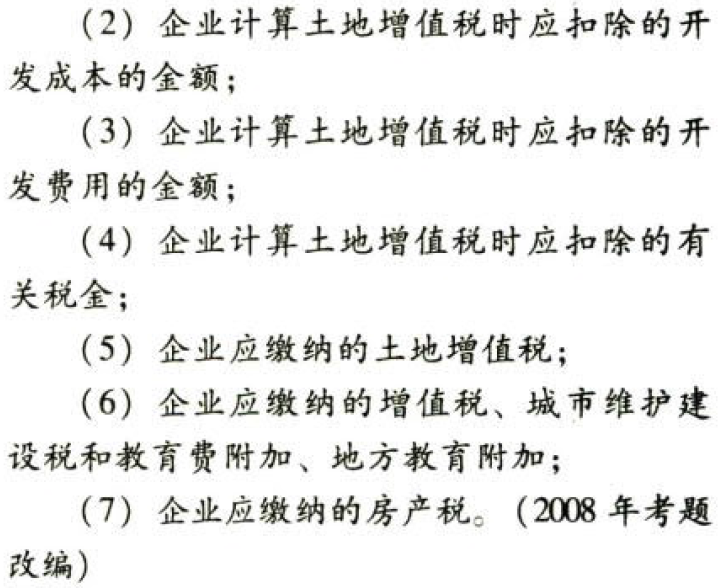 (2) 企业计算土地增值税时应扣除的开
发成本的金额；
(3) 企业计算土地增值税时应扣除的开
发费用的金额；
(4) 企业计算土地增值税时应扣除的有
关税金；
(5) 企业应缴纳的土地增值税；
(6) 企业应缴纳的增值税、城市维护建
设税和教育费附加、地方教育附加；
(7) 企业应缴纳的房产税。(2008 年考题
改编)